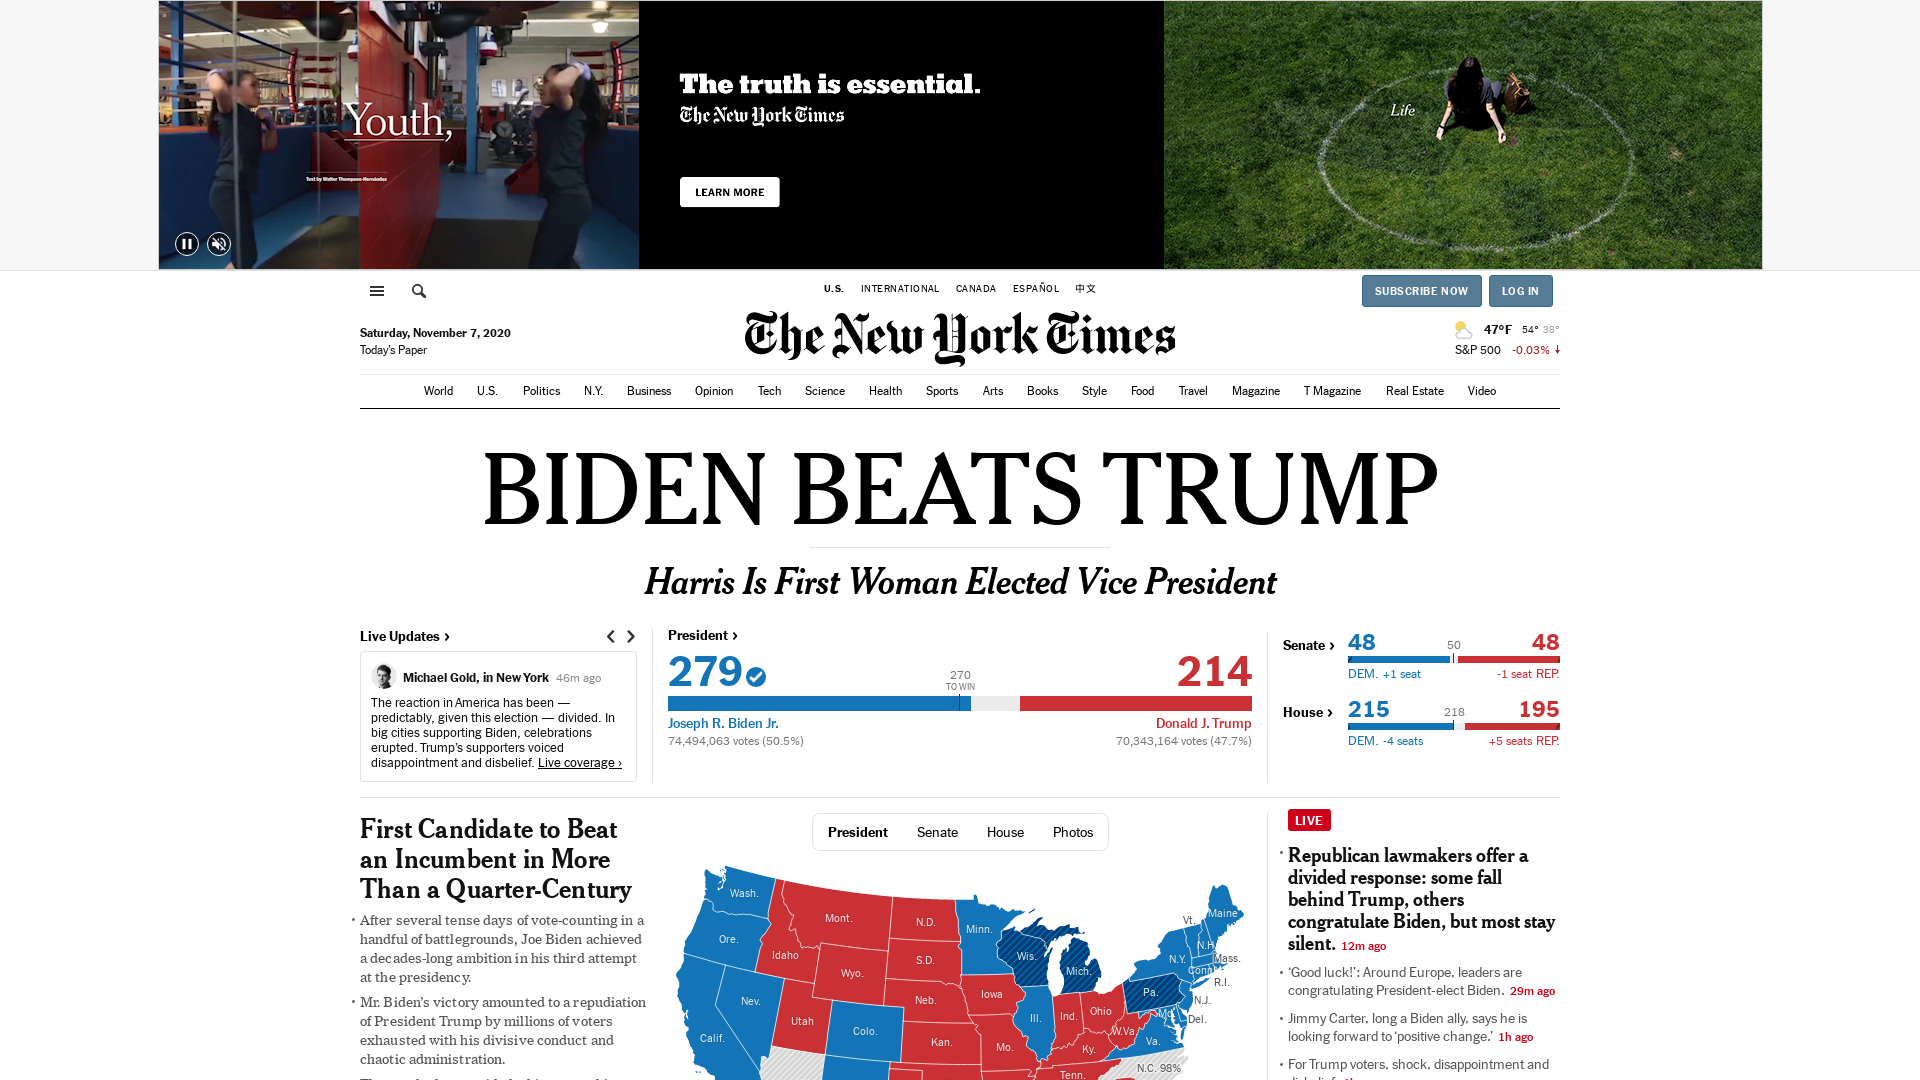 Youth,
Text by Walter Thompson-Hernández
The truth is essential.
The New York Times
LEARN MORE
Life
U.S. INTERNATIONAL CANADA ESPAÑOL 中文
SUBSCRIBE NOW LOG IN
Saturday, November 7, 2020
Today's Paper
The New York Times
47°F 54° 38°
S&P 500 -0.03%
World U.S. Politics N.Y. Business Opinion Tech Science Health Sports Arts Books Style Food Travel Magazine T Magazine Real Estate Video
BIDEN BEATS TRUMP
Harris Is First Woman Elected Vice President
Live Updates ›
Michael Gold, in New York 46m ago
The reaction in America has been —
predictably, given this election — divided. In
big cities supporting Biden, celebrations
erupted. Trump's supporters voiced
disappointment and disbelief. Live coverage ›
President ›
279 214
270
TO WIN
Joseph R. Biden Jr. Donald J. Trump
74,494,063 votes (50.5%) 70,343,164 votes (47.7%)
Senate › 48 50 48
DEM. +1 seat -1 seat REP.
House › 215 218 195
DEM. -4 seats +5 seats REP.
First Candidate to Beat
an Incumbent in More
Than a Quarter-Century
• After several tense days of vote-counting in a
handful of battlegrounds, Joe Biden achieved
a decades-long ambition in his third attempt
at the presidency.
• Mr. Biden's victory amounted to a repudiation
of President Trump by millions of voters
exhausted with his divisive conduct and
chaotic administration.
President Senate House Photos
Wash.
Mont.
N.D.
Minn.
Vt.
Maine
Ore.
Idaho
S.D.
Wis.
Mich.
N.Y.
N.H.
Mass.
Wyo.
Conn.
R.I.
Nev.
Neb.
Iowa
Pa.
N.J.
Utah
Colo.
Ill.
Ind.
Ohio
Md.
Del.
Calif.
Kan.
Mo.
Ky.
W.Va.
Va.
Tenn.
N.C. 98%
LIVE
• Republican lawmakers offer a
divided response: some fall
behind Trump, others
congratulate Biden, but most stay
silent. 12m ago
• ‘Good luck!’: Around Europe, leaders are
congratulating President-elect Biden. 29m ago
• Jimmy Carter, long a Biden ally, says he is
looking forward to ‘positive change.’ 1h ago
• For Trump voters, shock, disappointment and